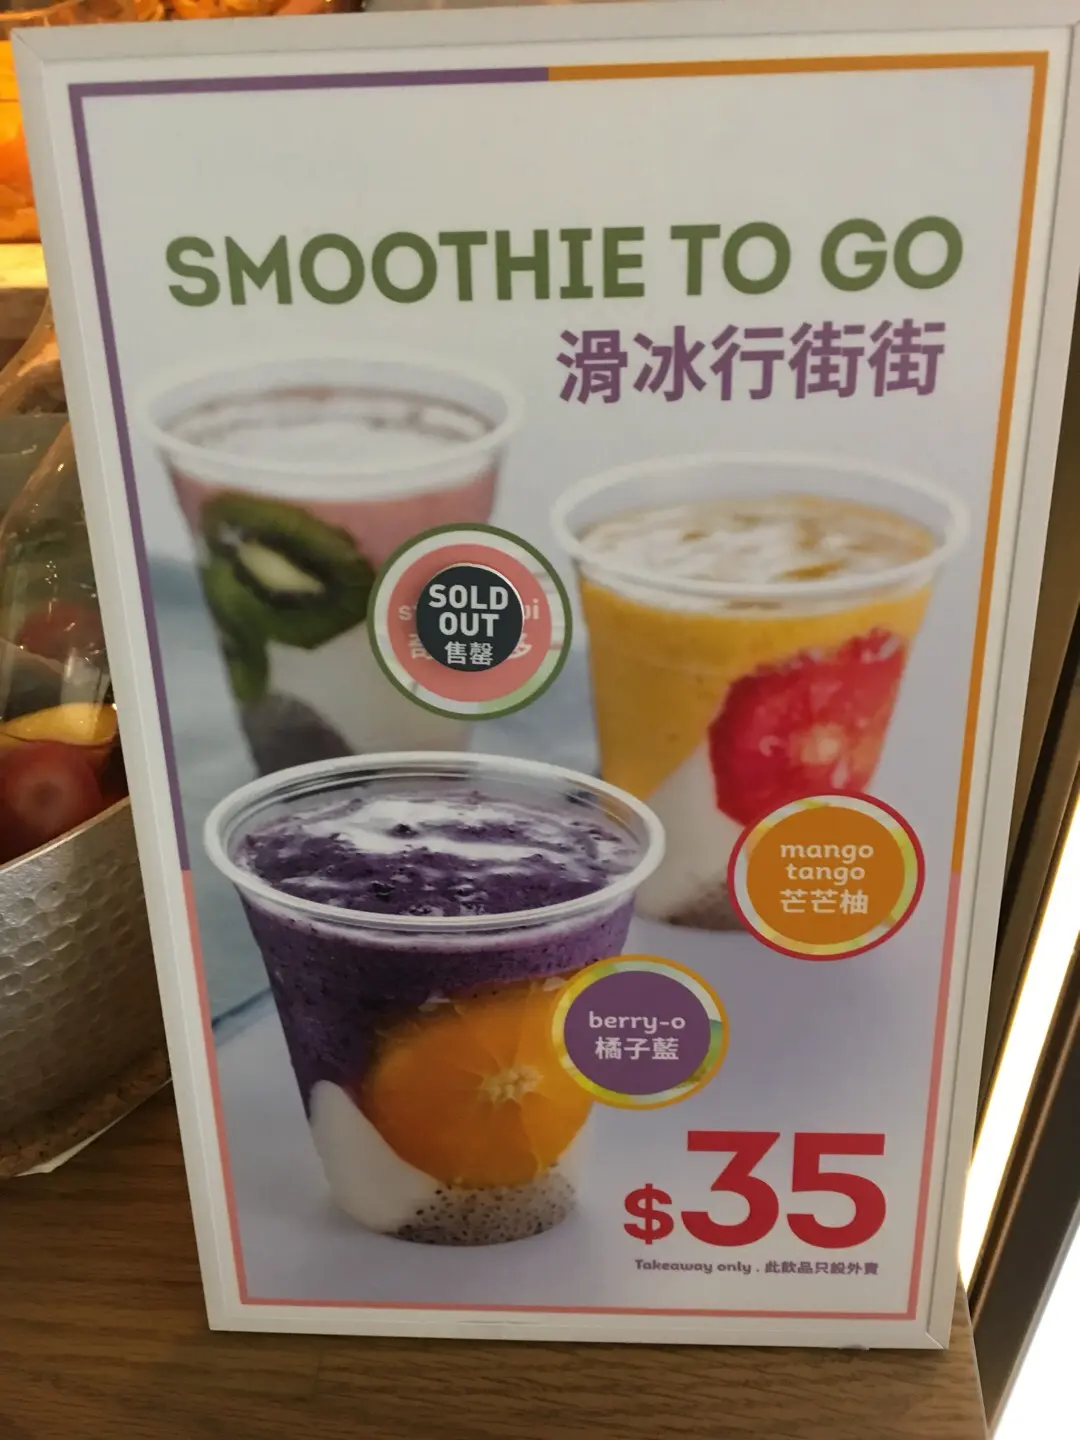 SMOOTHIE TO GO
滑冰行街街
SOLD
OUT
售罄
mango
tango
芒芒柚
berry-o
橘子藍
$35
Takeaway only . 此飲品只設外賣